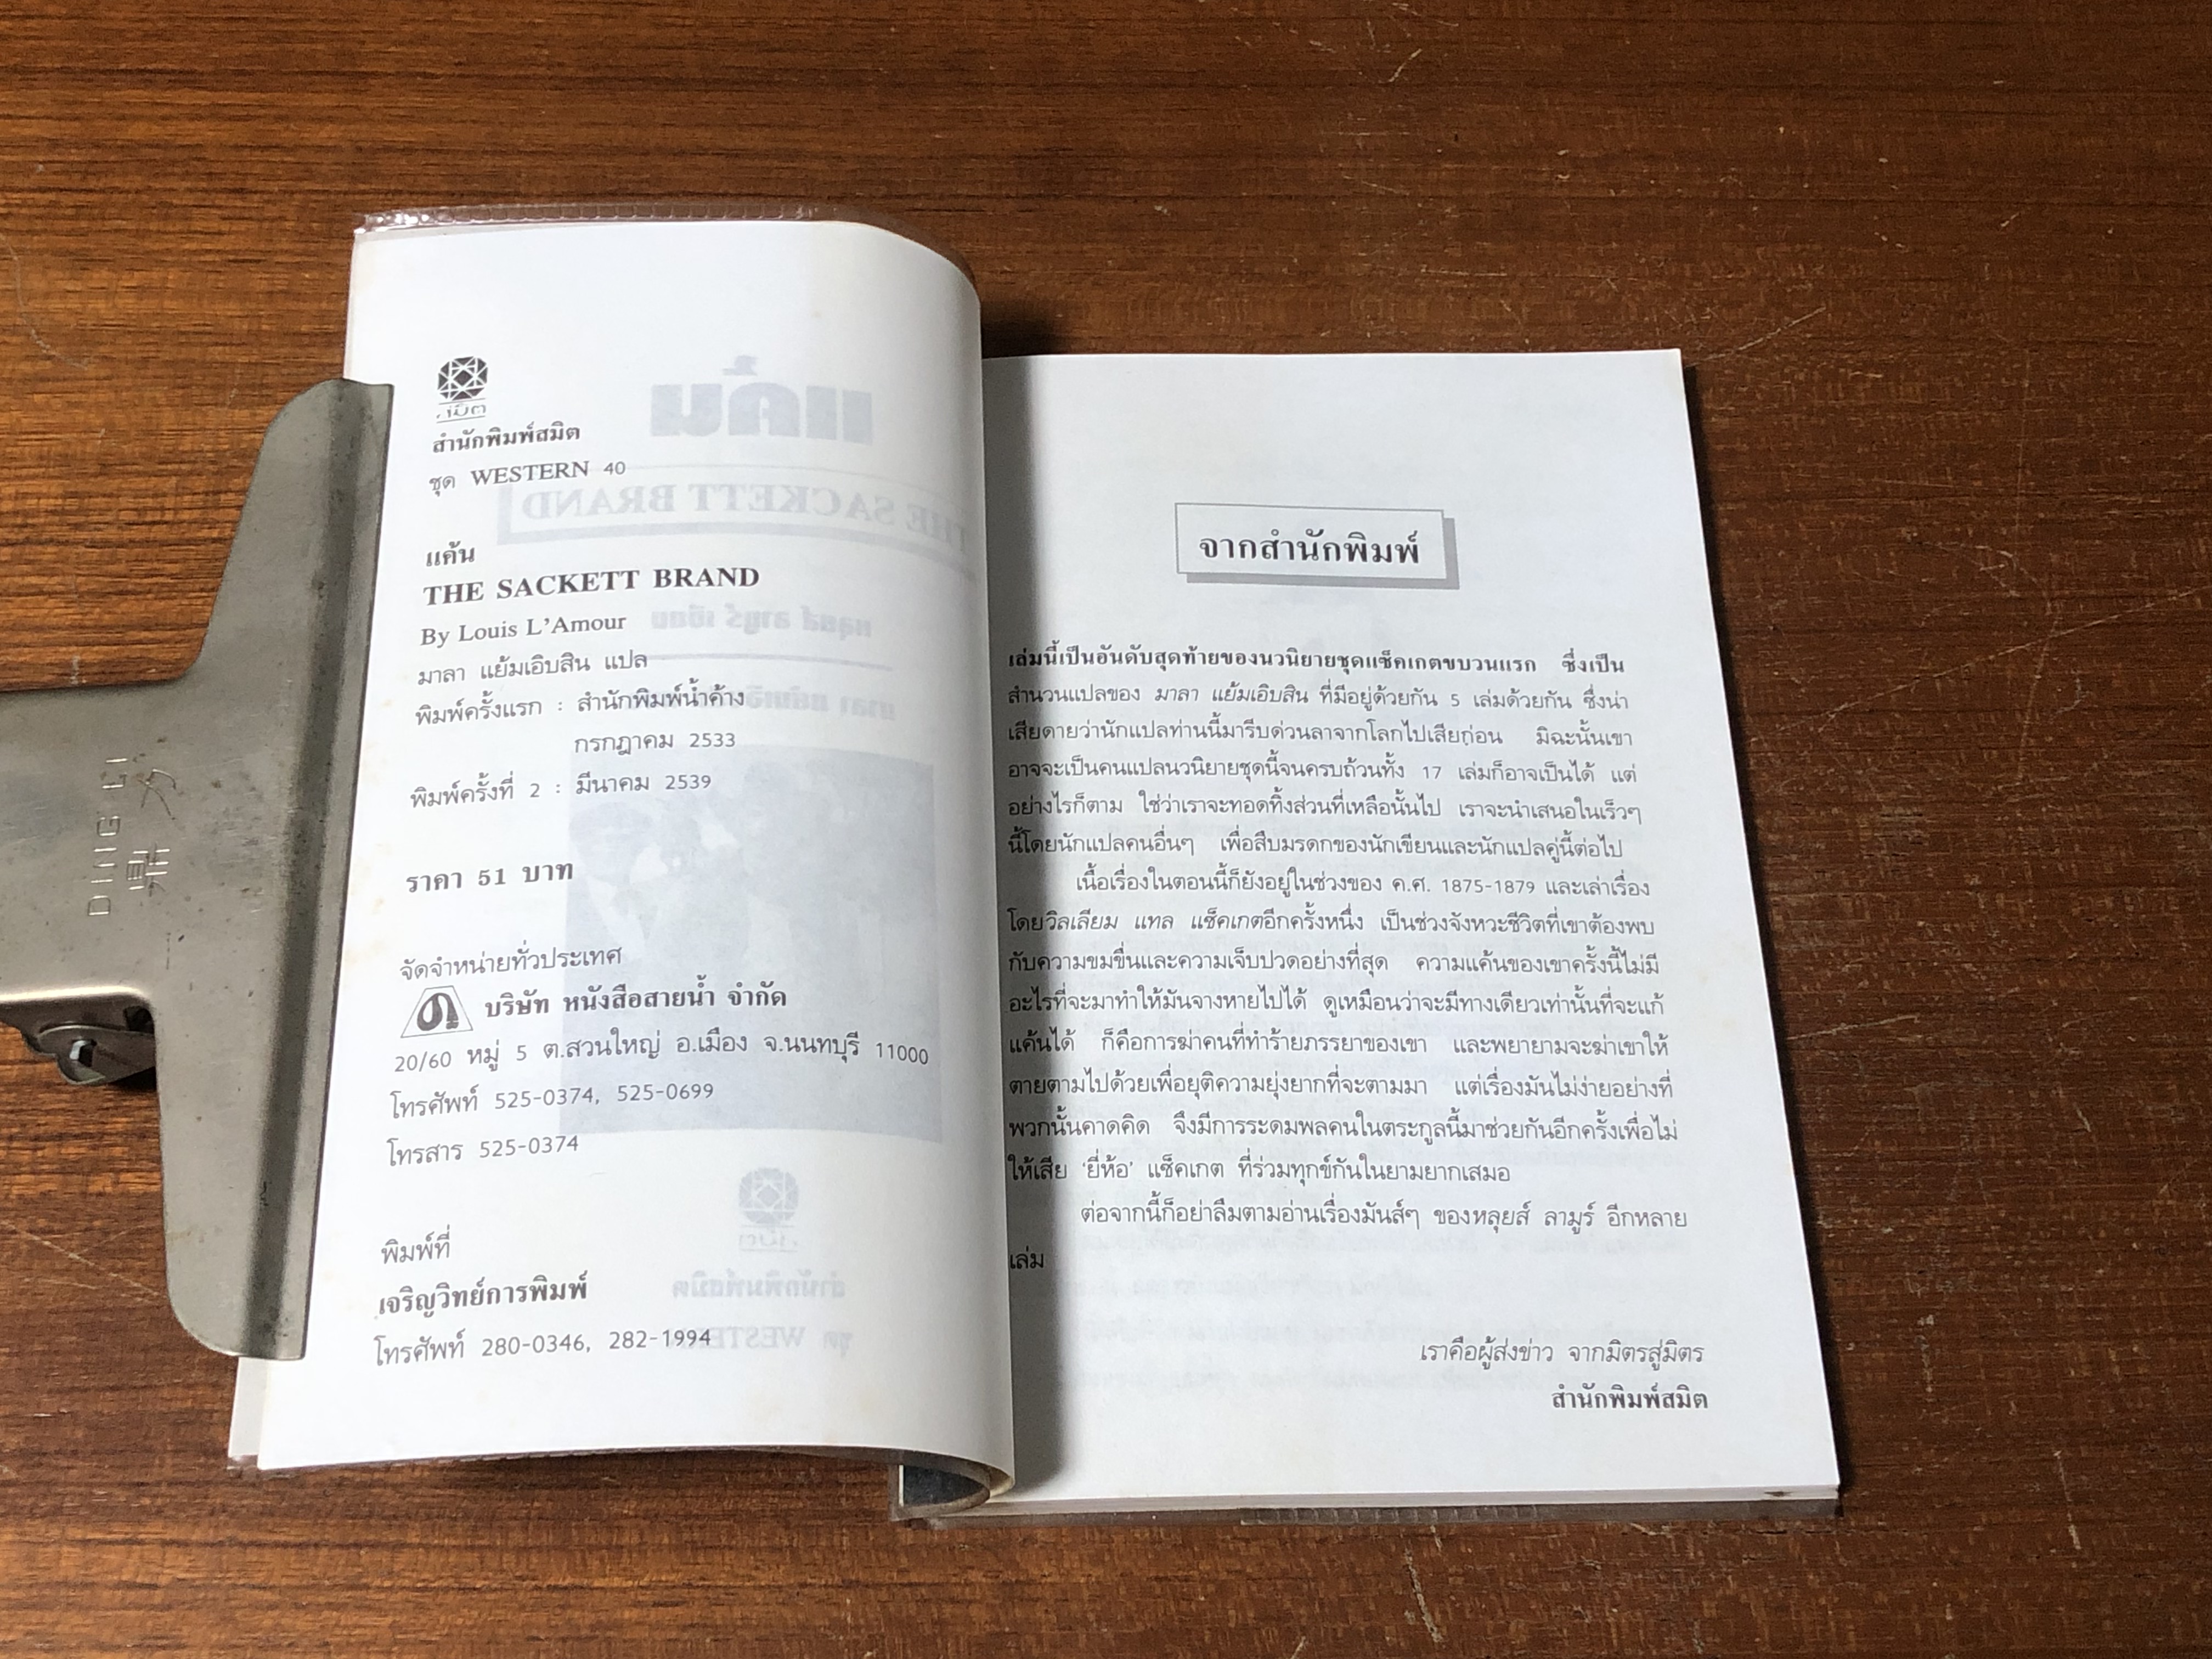 สมิต
สำนักพิมพ์สมิต
ชุด WESTERN 40
แค้น
THE SACKETT BRAND
By Louis L'Amour
มาลา แย้มเอิบสิน แปล
พิมพ์ครั้งแรก : สำนักพิมพ์น้ำค้าง
กรกฎาคม 2533
พิมพ์ครั้งที่ 2 : มีนาคม 2539
ราคา 51 บาท
จัดจำหน่ายทั่วประเทศ
บริษัท หนังสือสายน้ำ จำกัด
20/60 หมู่ 5 ต.สวนใหญ่ อ.เมือง จ.นนทบุรี 11000
โทรศัพท์ 525-0374, 525-0699
โทรสาร 525-0374
พิมพ์ที่
เจริญวิทย์การพิมพ์
โทรศัพท์ 280-0346, 282-1994
DING LI
จากสำนักพิมพ์
เล่มนี้เป็นอันดับสุดท้ายของนวนิยายชุดแซ็คเกตขบวนแรก ซึ่งเป็น
สำนวนแปลของ มาลา แย้มเอิบสิน ที่มีอยู่ด้วยกัน 5 เล่มด้วยกัน ซึ่งน่า
เสียดายว่านักแปลท่านนี้มารีบด่วนลาจากโลกไปเสียก่อน มิฉะนั้นเขา
อาจจะเป็นคนแปลนวนิยายชุดนี้จนครบถ้วนทั้ง 17 เล่มก็อาจเป็นได้ แต่
อย่างไรก็ตาม ใช่ว่าเราจะทอดทิ้งส่วนที่เหลือนั้นไป เราจะนำเสนอในเร็วๆ
นี้โดยนักแปลคนอื่นๆ เพื่อสืบมรดกของนักเขียนและนักแปลคู่นี้ต่อไป
เนื้อเรื่องในตอนนี้ก็ยังอยู่ในช่วงของ ค.ศ. 1875-1879 และเล่าเรื่อง
โดยวิลเลียม แทล แซ็คเกตอีกครั้งหนึ่ง เป็นช่วงจังหวะชีวิตที่เขาต้องพบ
กับความขมขื่นและความเจ็บปวดอย่างที่สุด ความแค้นของเขาครั้งนี้ไม่มี
อะไรที่จะมาทำให้มันจางหายไปได้ ดูเหมือนว่าจะมีทางเดียวเท่านั้นที่จะแก้
แค้นได้ ก็คือการฆ่าคนที่ทำร้ายภรรยาของเขา และพยายามจะฆ่าเขาให้
ตายตามไปด้วยเพื่อยุติความยุ่งยากที่จะตามมา แต่เรื่องมันไม่ง่ายอย่างที่
พวกนั้นคาดคิด จึงมีการระดมพลคนในตระกูลนี้มาช่วยกันอีกครั้งเพื่อไม่
ให้เสีย 'ยี่ห้อ' แซ็คเกต ที่ร่วมทุกข์กันในยามยากเสมอ
ต่อจากนี้ก็อย่าลืมตามอ่านเรื่องมันส์ๆ ของหลุยส์ ลามูร์ อีกหลาย
เล่ม
เราคือผู้ส่งข่าว จากมิตรสู่มิตร
สำนักพิมพ์สมิต